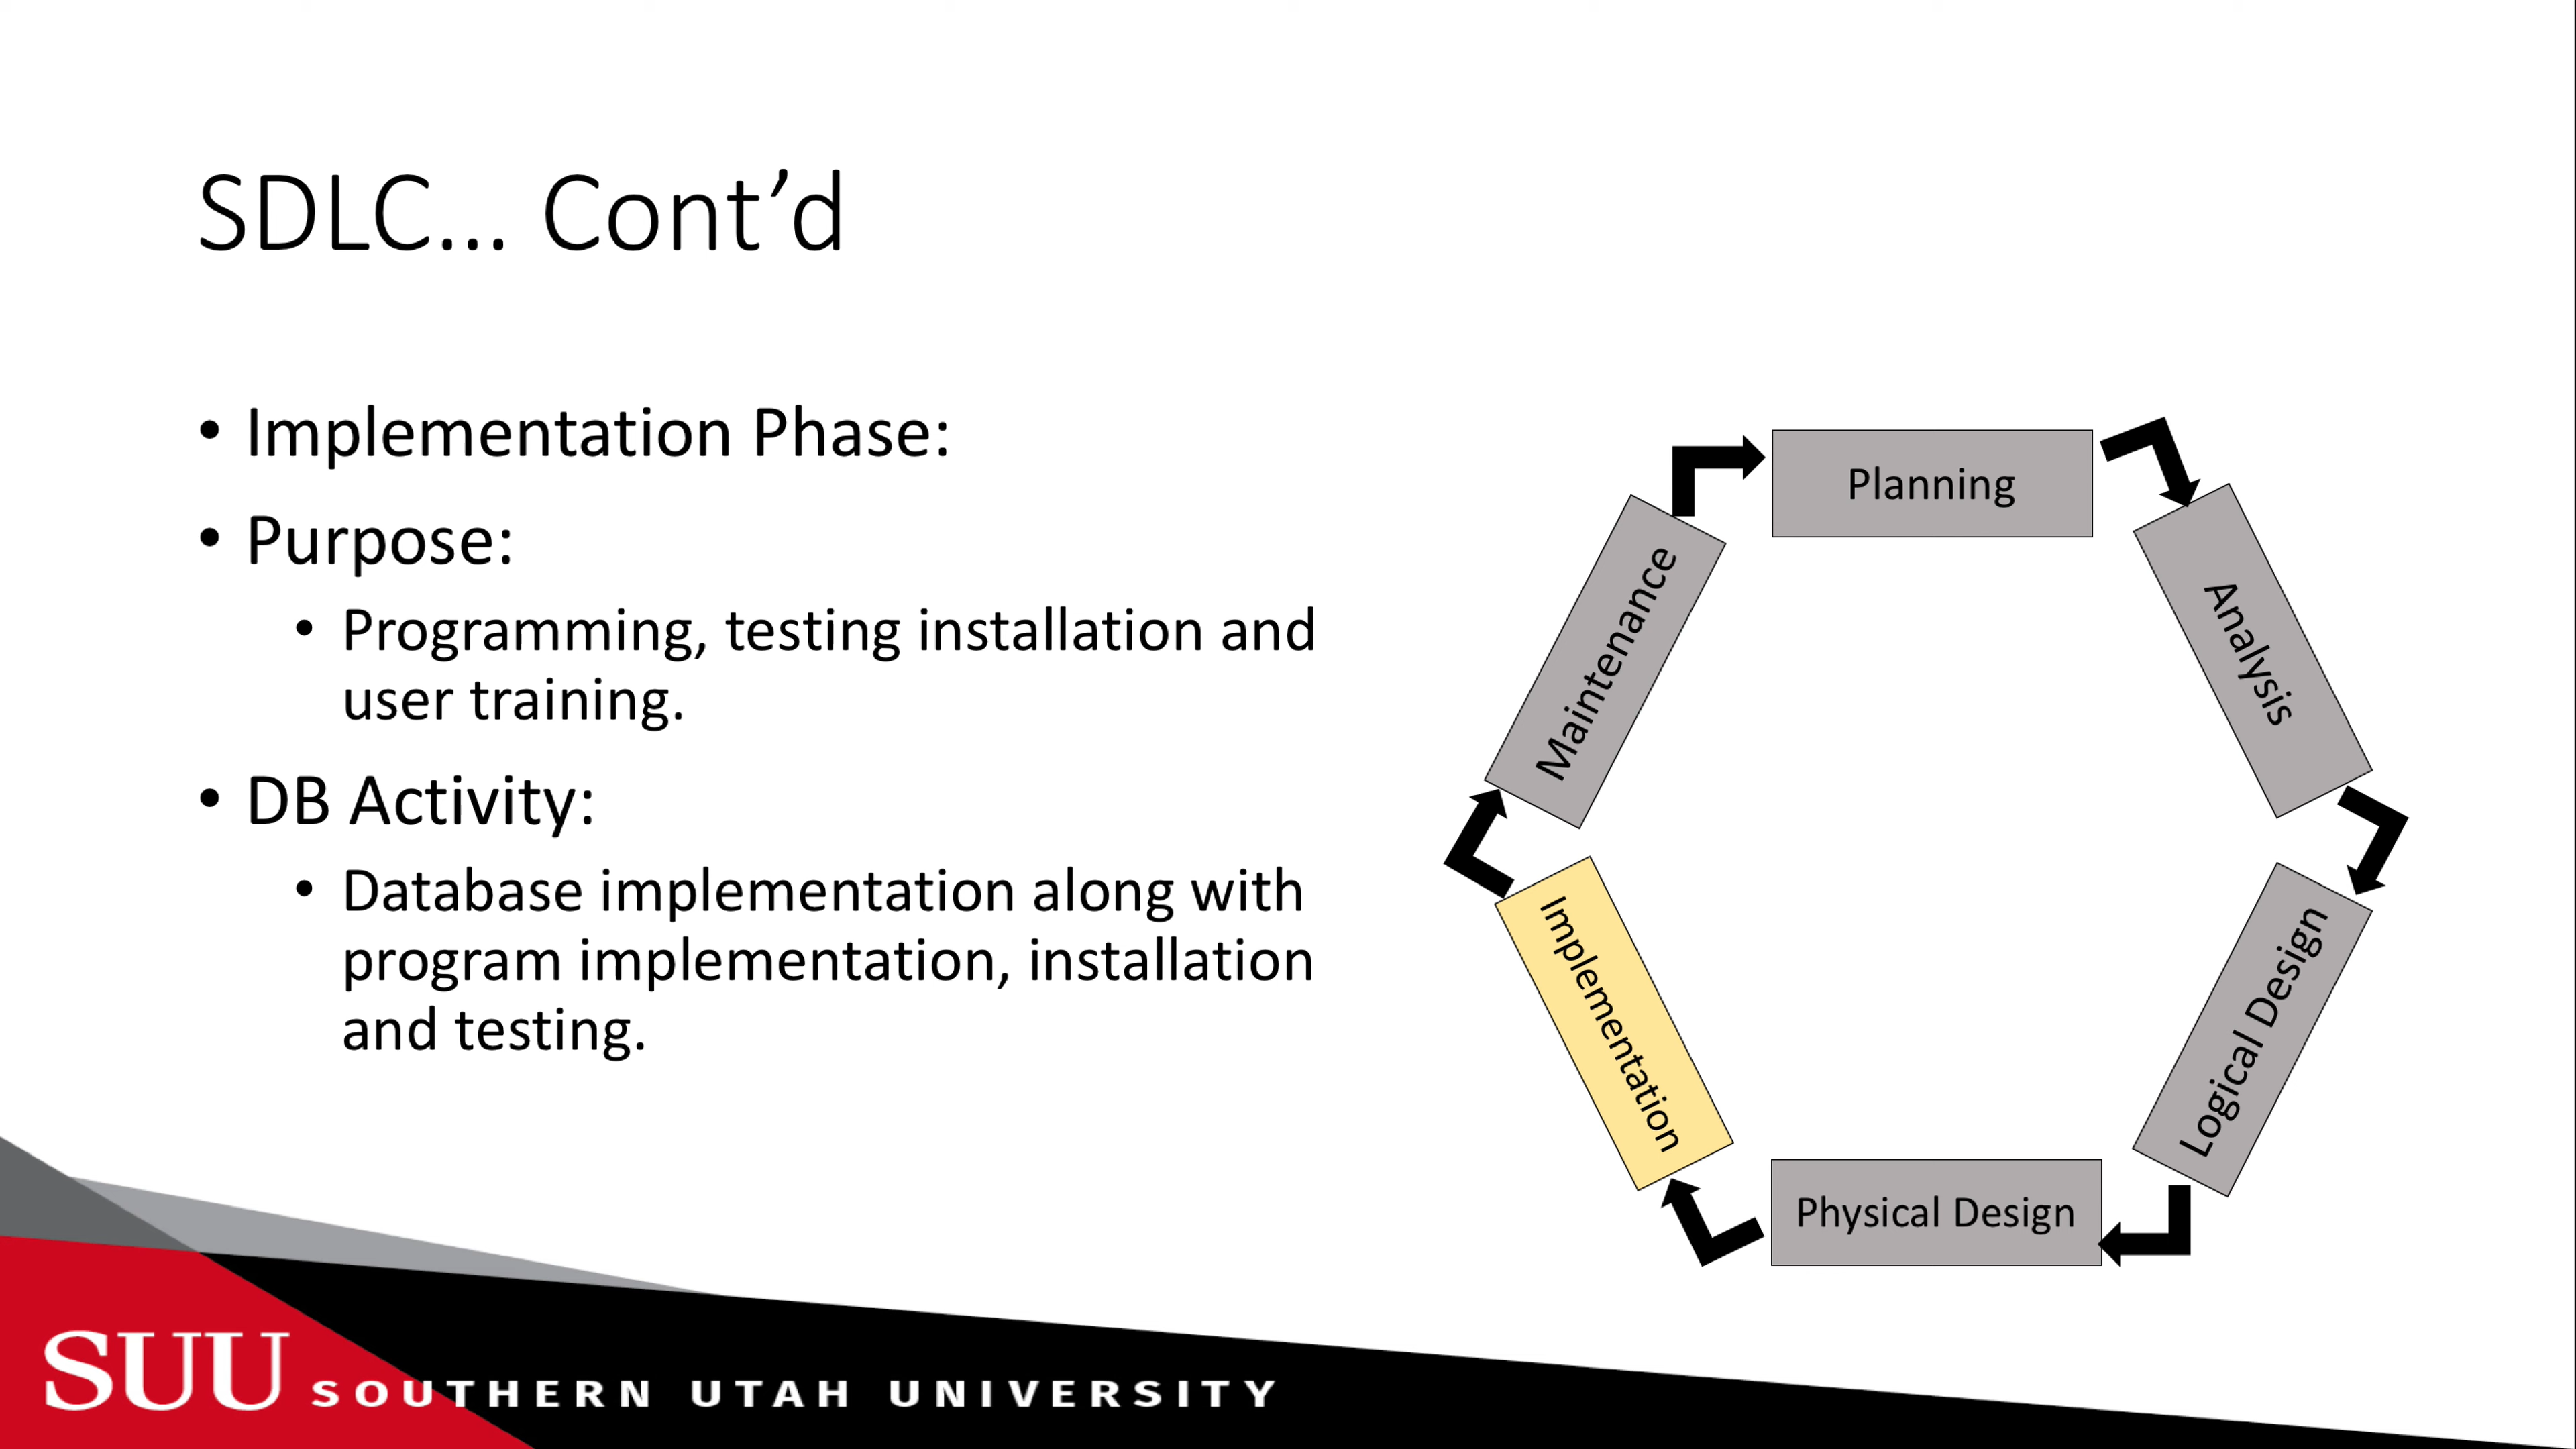 SDLC... Cont’d
• Implementation Phase:
• Purpose:
• Programming, testing installation and
user training.
• DB Activity:
• Database implementation along with
program implementation, installation
and testing.
Planning
Analysis
Logical Design
Physical Design
Implementation
Maintenance
SUU SOUTHERN UTAH UNIVERSITY